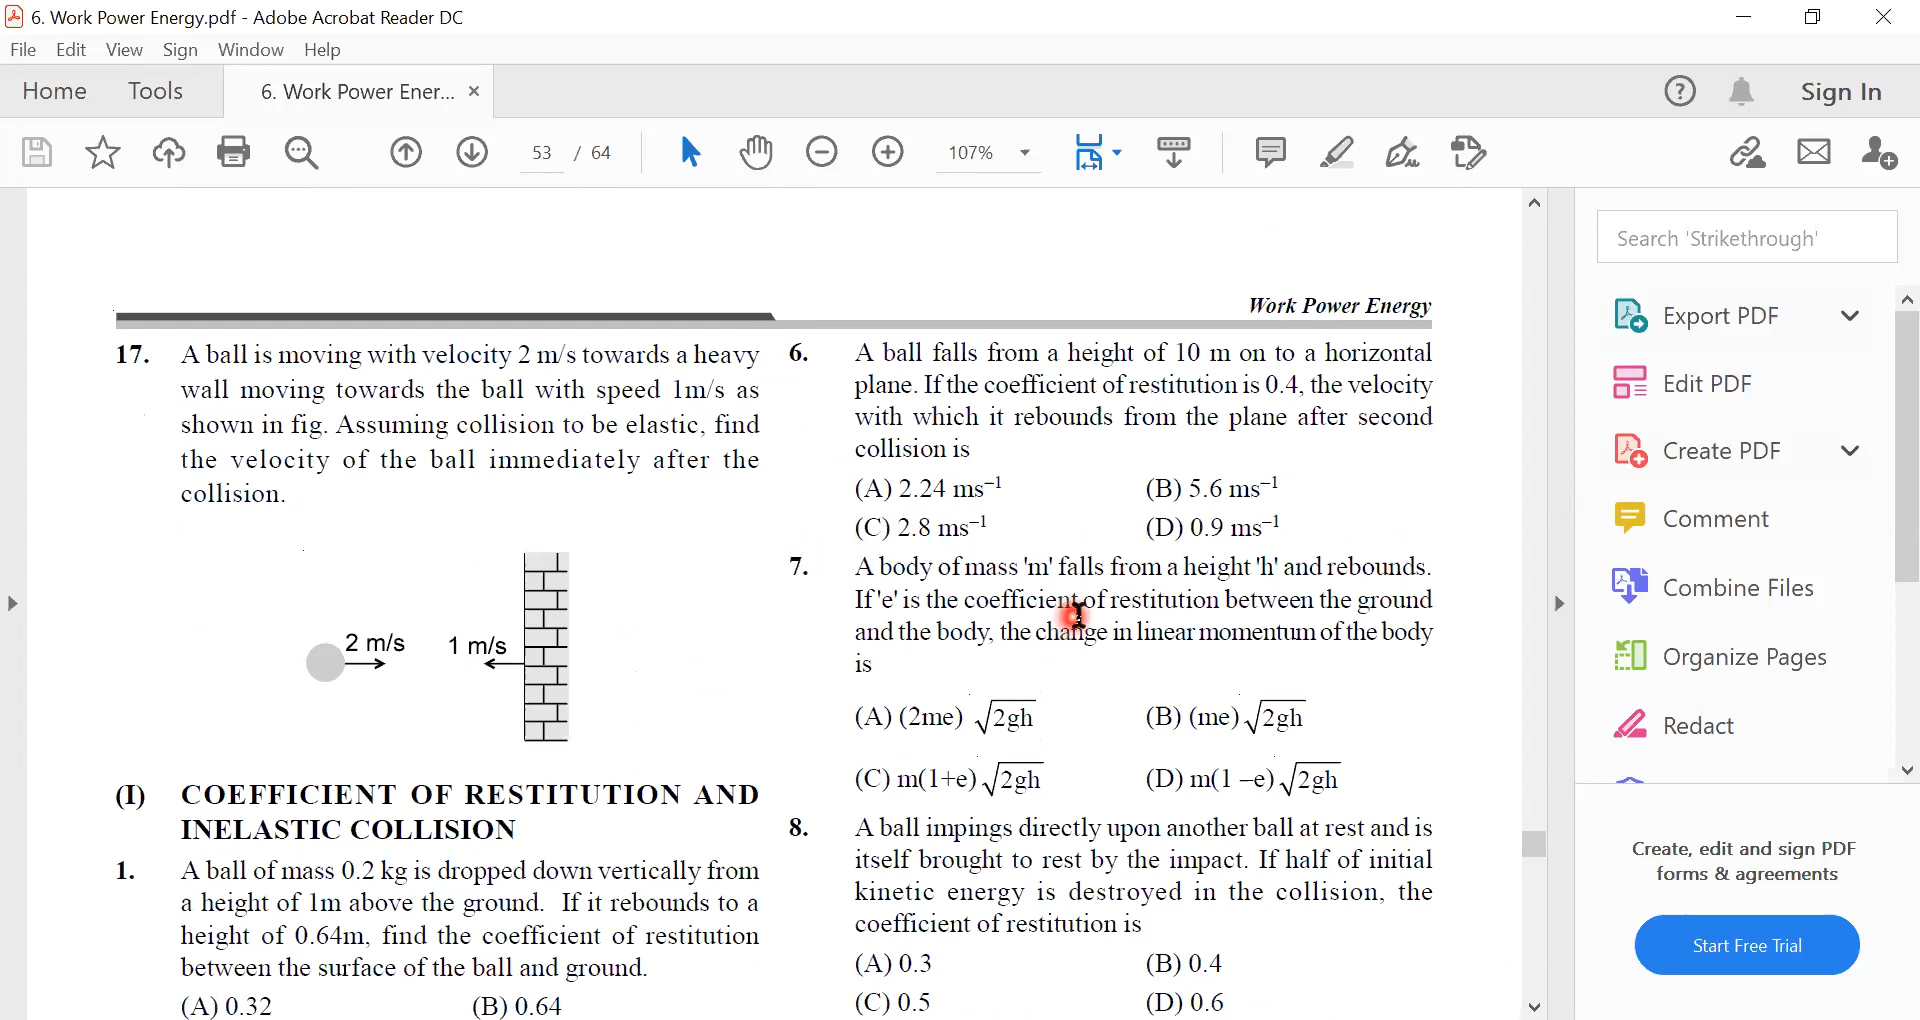 6. Work Power Energy.pdf - Adobe Acrobat Reader DC
File Edit View Sign Window Help
Home Tools 6. Work Power Ener... × Sign In
53 / 64 107%
Work Power Energy
17. A ball is moving with velocity 2 m/s towards a heavy
wall moving towards the ball with speed 1m/s as
shown in fig. Assuming collision to be elastic, find
the velocity of the ball immediately after the
collision.
2 m/s 1 m/s
(I) COEFFICIENT OF RESTITUTION AND
INELASTIC COLLISION
1. A ball of mass 0.2 kg is dropped down vertically from
a height of 1m above the ground. If it rebounds to a
height of 0.64m, find the coefficient of restitution
between the surface of the ball and ground.
(A) 0.32 (B) 0.64
6. A ball falls from a height of 10 m on to a horizontal
plane. If the coefficient of restitution is 0.4, the velocity
with which it rebounds from the plane after second
collision is
(A) 2.24 ms⁻¹ (B) 5.6 ms⁻¹
(C) 2.8 ms⁻¹ (D) 0.9 ms⁻¹
7. A body of mass 'm' falls from a height 'h' and rebounds.
If 'e' is the coefficient of restitution between the ground
and the body, the change in linear momentum of the body
is
(A) (2me) √2gh (B) (me) √2gh
(C) m(1+e) √2gh (D) m(1 –e) √2gh
8. A ball impings directly upon another ball at rest and is
itself brought to rest by the impact. If half of initial
kinetic energy is destroyed in the collision, the
coefficient of restitution is
(A) 0.3 (B) 0.4
(C) 0.5 (D) 0.6
Search 'Strikethrough'
Export PDF
Edit PDF
Create PDF
Comment
Combine Files
Organize Pages
Redact
Create, edit and sign PDF
forms & agreements
Start Free Trial